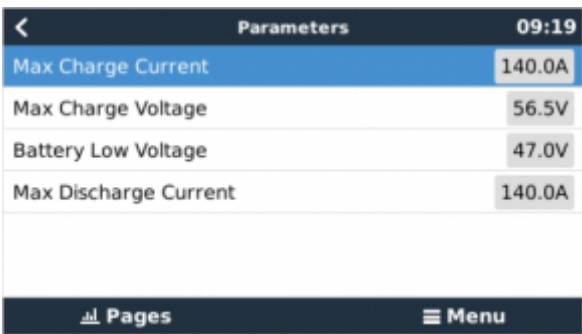 Parameters 09:19
Max Charge Current 140.0A
Max Charge Voltage 56.5V
Battery Low Voltage 47.0V
Max Discharge Current 140.0A
Pages Menu